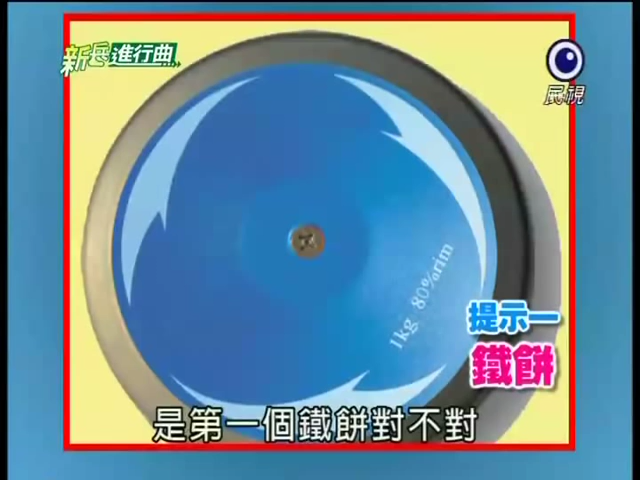 新兵進行曲
民視
1kg 80%rim
提示一
鐵餅
是第一個鐵餅對不對